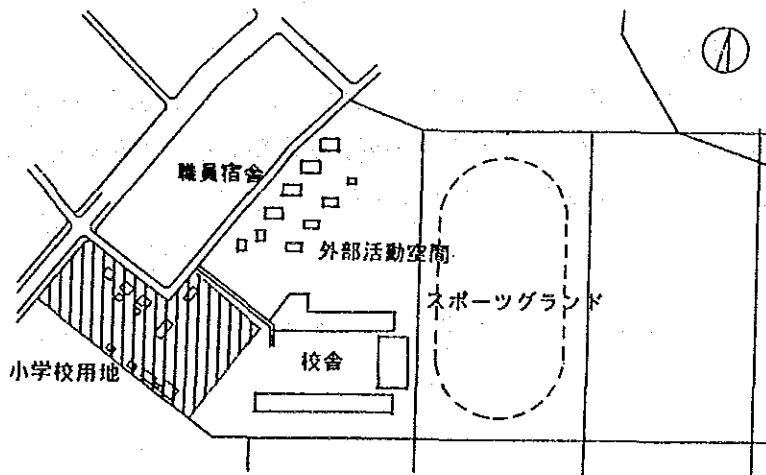 職員宿舎
外部活動空間
スポーツグランド
小学校用地
校舎